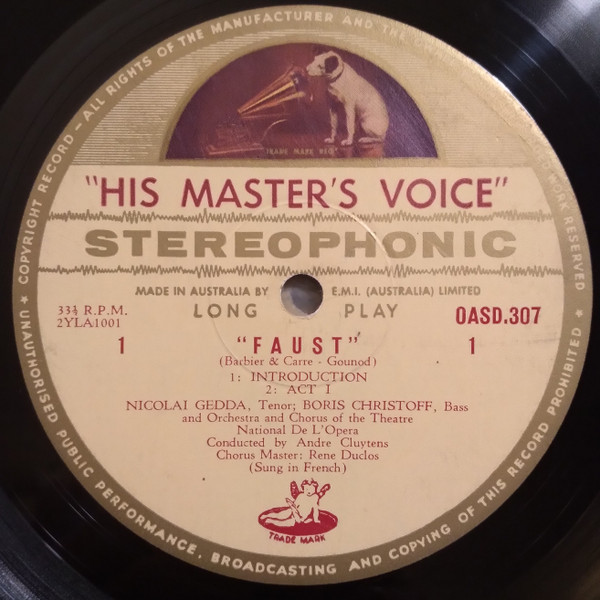 COPYRIGHT RECORD – ALL RIGHTS OF THE MANUFACTURER AND THE
WORK RESERVED
UNAUTHORISED PUBLIC PERFORMANCE, BROADCASTING AND COPYING OF THIS RECORD PROHIBITED
TRADE MARK REG
"HIS MASTER'S VOICE"
STEREOPHONIC
MADE IN AUSTRALIA BY E.M.I. (AUSTRALIA) LIMITED
33⅓ R.P.M. LONG PLAY OASD.307
2YLA1001
1 "FAUST" 1
(Barbier & Carre - Gounod)
1: INTRODUCTION
2: ACT I
NICOLAI GEDDA, Tenor; BORIS CHRISTOFF, Bass
and Orchestra and Chorus of the Theatre
National De L'Opera
Conducted by Andre Cluytens
Chorus Master: Rene Duclos
(Sung in French)
TRADE MARK